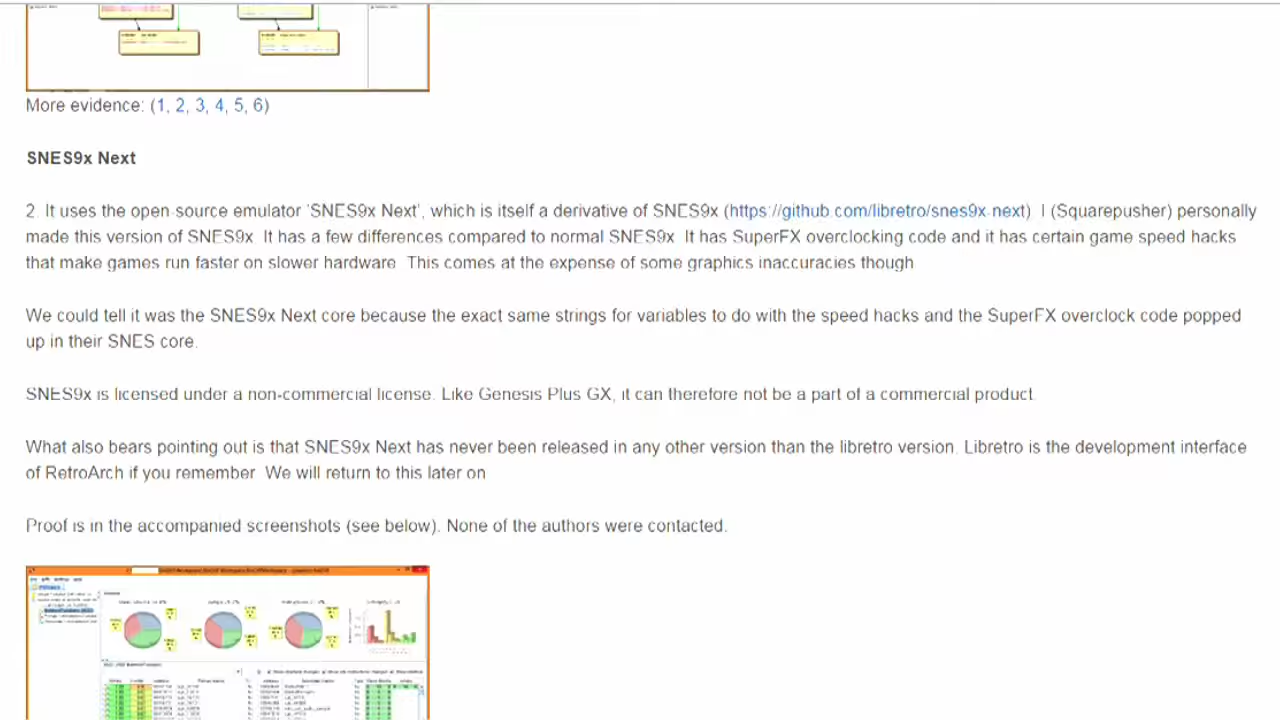 More evidence: (1, 2, 3, 4, 5, 6)
SNES9x Next
2. It uses the open-source emulator 'SNES9x Next', which is itself a derivative of SNES9x (https://github.com/libretro/snes9x-next). I (Squarepusher) personally
made this version of SNES9x. It has a few differences compared to normal SNES9x. It has SuperFX overclocking code and it has certain game speed hacks
that make games run faster on slower hardware. This comes at the expense of some graphics inaccuracies though.
We could tell it was the SNES9x Next core because the exact same strings for variables to do with the speed hacks and the SuperFX overclock code popped
up in their SNES core.
SNES9x is licensed under a non-commercial license. Like Genesis Plus GX, it can therefore not be a part of a commercial product.
What also bears pointing out is that SNES9x Next has never been released in any other version than the libretro version. Libretro is the development interface
of RetroArch if you remember. We will return to this later on.
Proof is in the accompanied screenshots (see below). None of the authors were contacted.